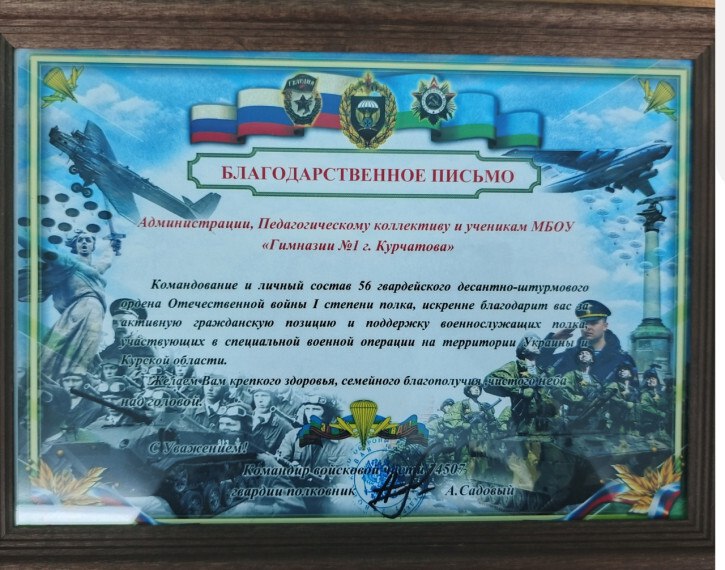 ГВАРДИЯ
БЛАГОДАРСТВЕННОЕ ПИСЬМО
Администрации, Педагогическому коллективу и ученикам МБОУ
«Гимназии №1 г. Курчатова»
Командование и личный состав 56 гвардейского десантно-штурмового
ордена Отечественной войны I степени полка, искренне благодарит вас за
активную гражданскую позицию и поддержку военнослужащих полка,
участвующих в специальной военной операции на территории Украины и
Курской области.
Желаем Вам крепкого здоровья, семейного благополучия, чистого неба
над головой.
С Уважением!
Командир войсковой части 74507
гвардии полковник А.Садовый